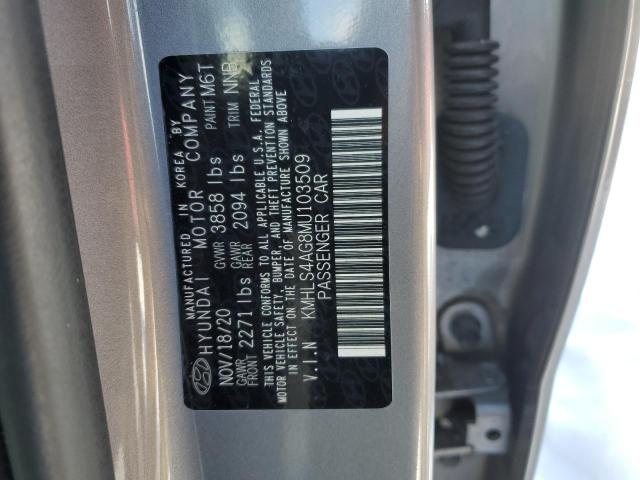 MANUFACTURED IN KOREA BY
HYUNDAI MOTOR COMPANY
NOV/18/20 GVWR 3858 lbs PAINT M6T
GAWR FRONT 2271 lbs GAWR REAR 2094 lbs TRIM NNB
THIS VEHICLE CONFORMS TO ALL APPLICABLE U.S.A. FEDERAL
MOTOR VEHICLE SAFETY, BUMPER, AND THEFT PREVENTION STANDARDS
IN EFFECT ON THE DATE OF MANUFACTURE SHOWN ABOVE
V.I.N KMHLS4AG8MU103509
PASSENGER CAR